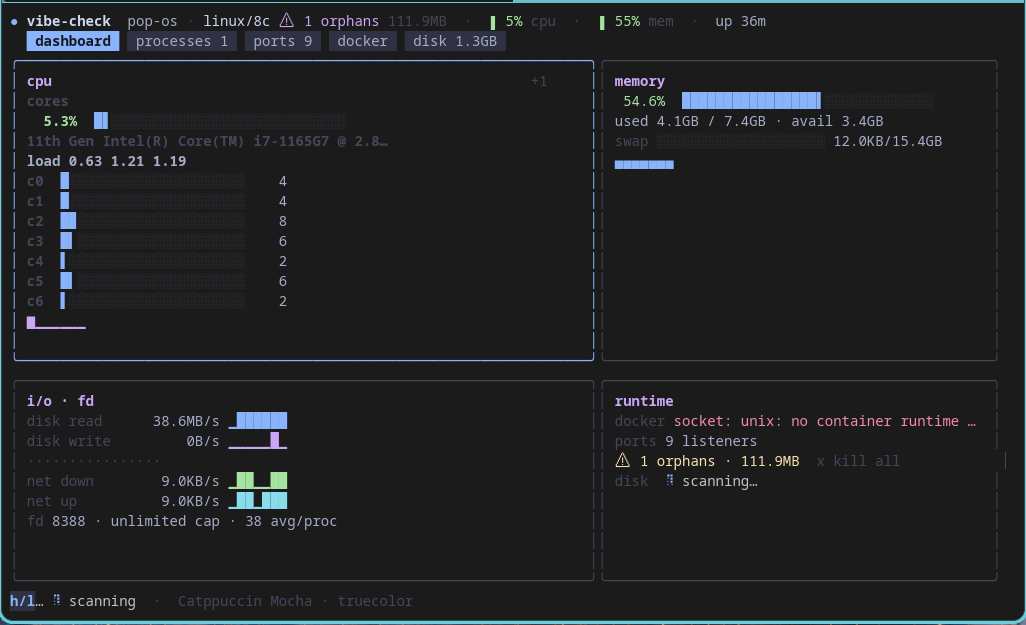 ● vibe-check pop-os · linux/8c ⚠ 1 orphans 111.9MB · 5% cpu · 55% mem · up 36m
dashboard processes 1 ports 9 docker disk 1.3GB
cpu +1
cores
5.3%
11th Gen Intel(R) Core(TM) i7-1165G7 @ 2.8…
load 0.63 1.21 1.19
c0 4
c1 4
c2 8
c3 6
c4 2
c5 6
c6 2
memory
54.6%
used 4.1GB / 7.4GB · avail 3.4GB
swap 12.0KB/15.4GB
i/o · fd
disk read 38.6MB/s
disk write 0B/s
················
net down 9.0KB/s
net up 9.0KB/s
fd 8388 · unlimited cap · 38 avg/proc
runtime
docker socket: unix: no container runtime …
ports 9 listeners
⚠ 1 orphans · 111.9MB x kill all
disk scanning…
h/l… scanning · Catppuccin Mocha · truecolor